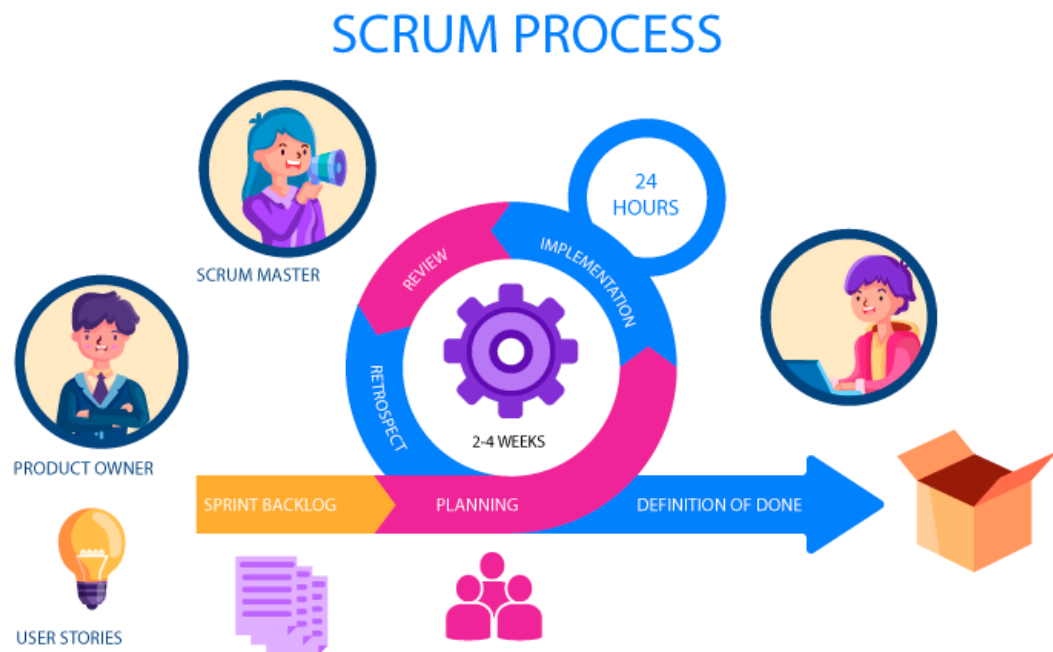 SCRUM PROCESS
24
HOURS
SCRUM MASTER
REVIEW
IMPLEMENTATION
RETROSPECT
2-4 WEEKS
PRODUCT OWNER
SPRINT BACKLOG
PLANNING
DEFINITION OF DONE
USER STORIES